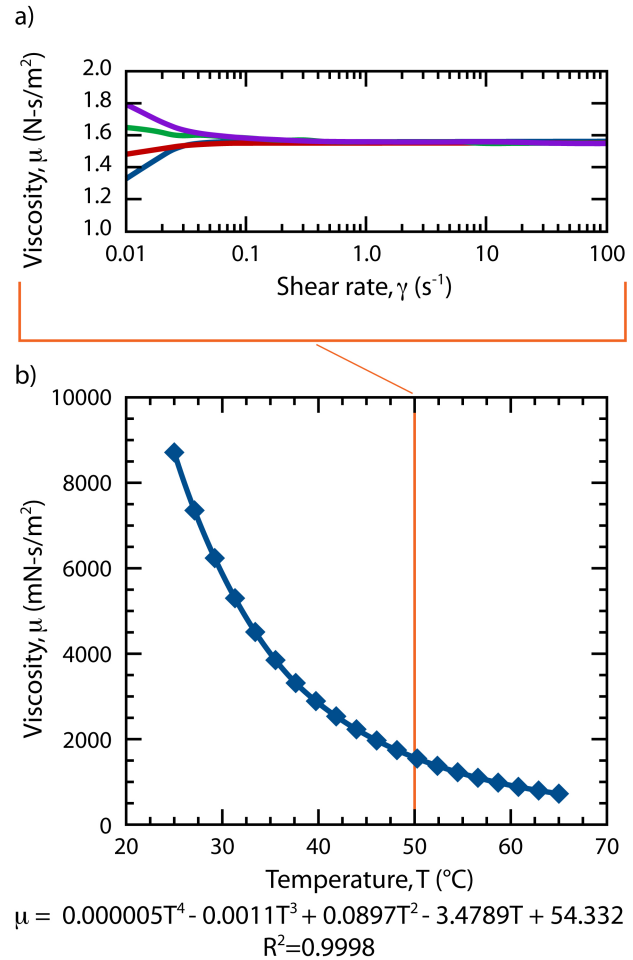 a)
Viscosity, μ (N-s/m²)
2.0
1.8
1.6
1.4
1.2
1.0
0.01 0.1 1.0 10 100
Shear rate, γ (s⁻¹)
b)
Viscosity, μ (mN-s/m²)
10000
8000
6000
4000
2000
0
20 30 40 50 60 70
Temperature, T (°C)
μ = 0.000005T⁴ - 0.0011T³ + 0.0897T² - 3.4789T + 54.332
R²=0.9998